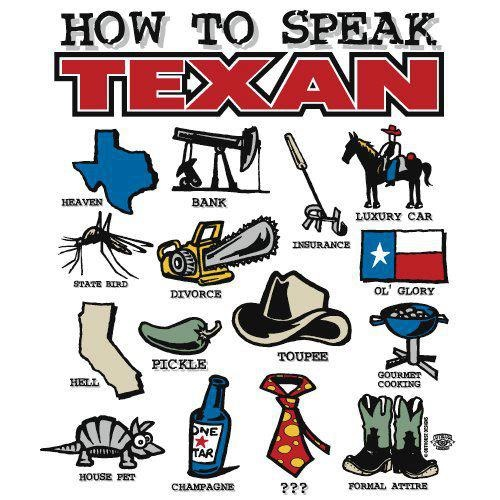 HOW TO SPEAK
TEXAN
HEAVEN
BANK
INSURANCE
LUXURY CAR
STATE BIRD
DIVORCE
OL' GLORY
HELL
PICKLE
TOUPEE
GOURMET
COOKING
HOUSE PET
ONE
STAR
CHAMPAGNE
???
FORMAL ATTIRE